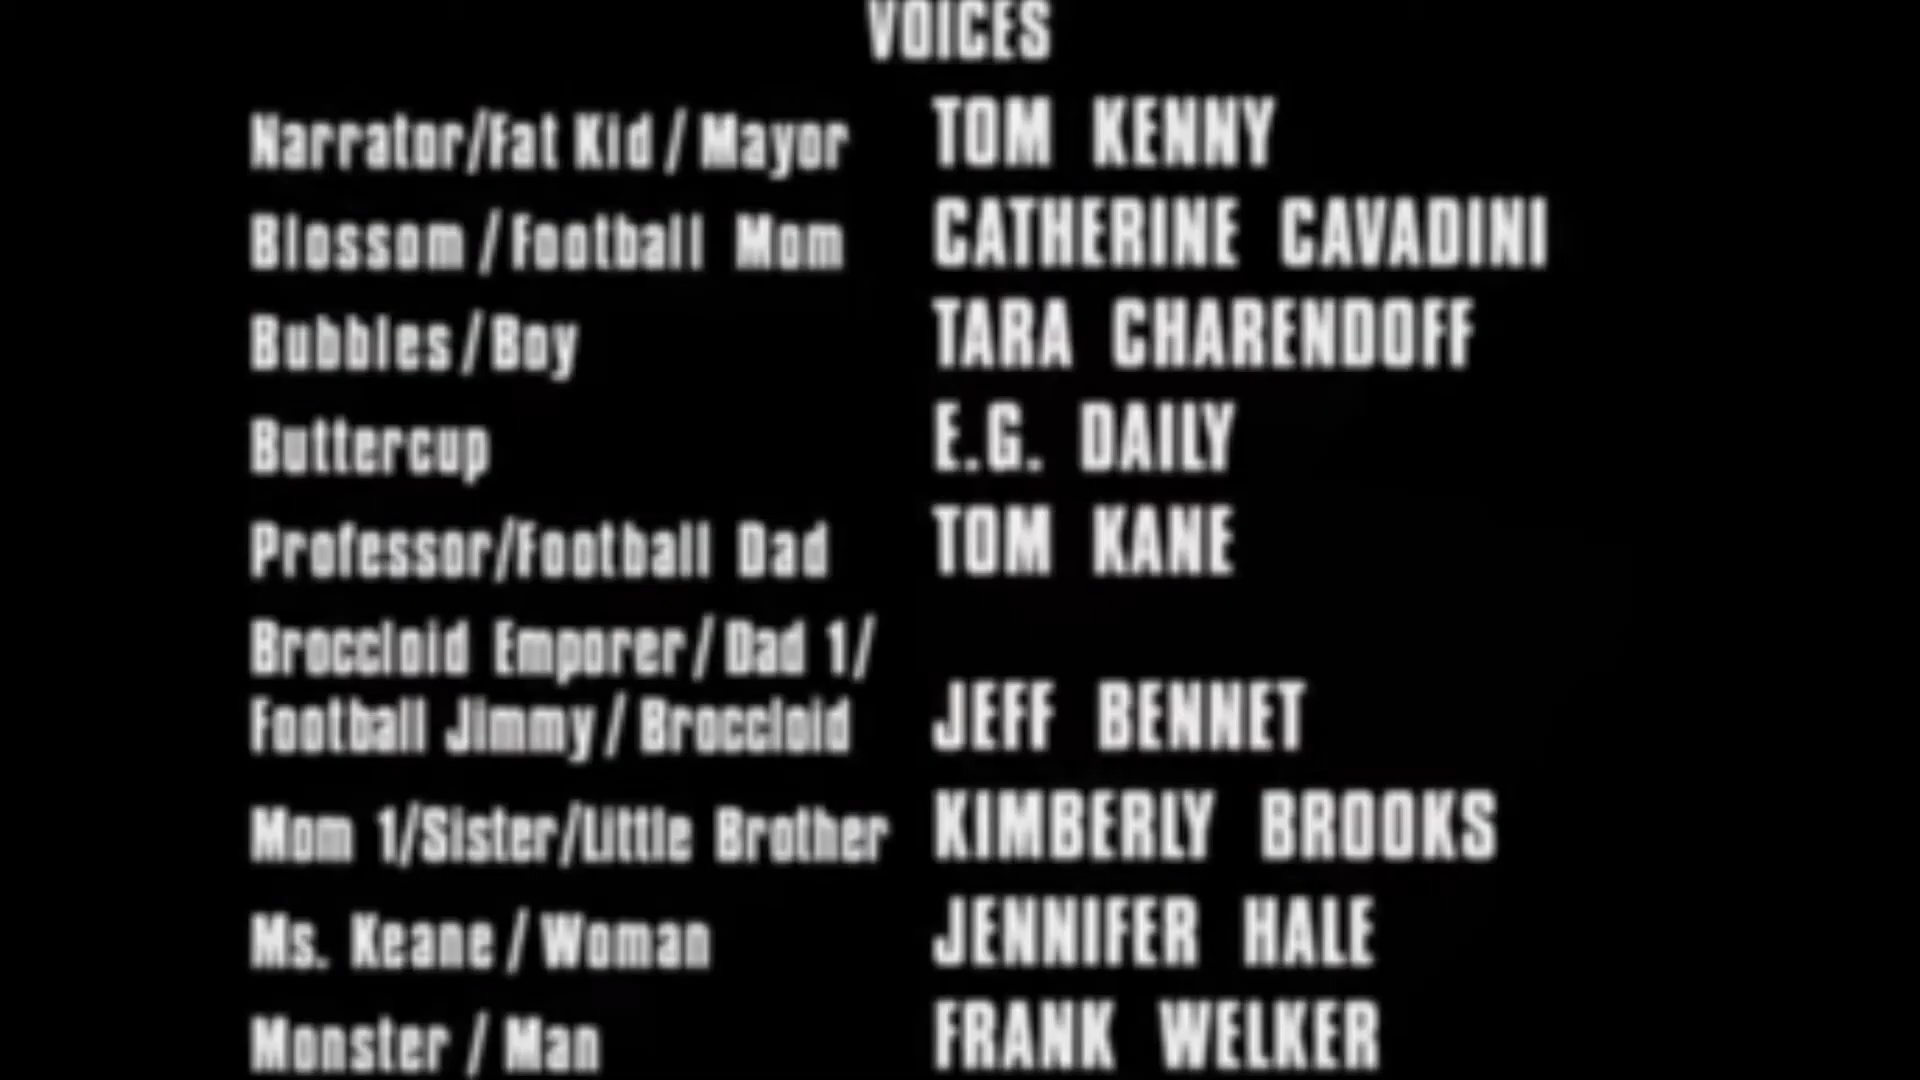 VOICES
Narrator/Fat Kid / Mayor TOM KENNY
Blossom / Football Mom CATHERINE CAVADINI
Bubbles / Boy TARA CHARENDOFF
Buttercup E.G. DAILY
Professor/Football Dad TOM KANE
Broccloid Emporer / Dad 1/
Football Jimmy / Broccloid JEFF BENNET
Mom 1/Sister/Little Brother KIMBERLY BROOKS
Ms. Keane / Woman JENNIFER HALE
Monster / Man FRANK WELKER